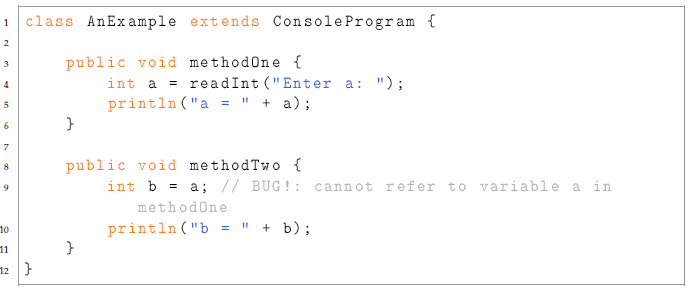 1 class AnExample extends ConsoleProgram {
2
3 public void methodOne {
4 int a = readInt("Enter a: ");
5 println("a = " + a);
6 }
7
8 public void methodTwo {
9 int b = a; // BUG!: cannot refer to variable a in
methodOne
10 println("b = " + b);
11 }
12 }